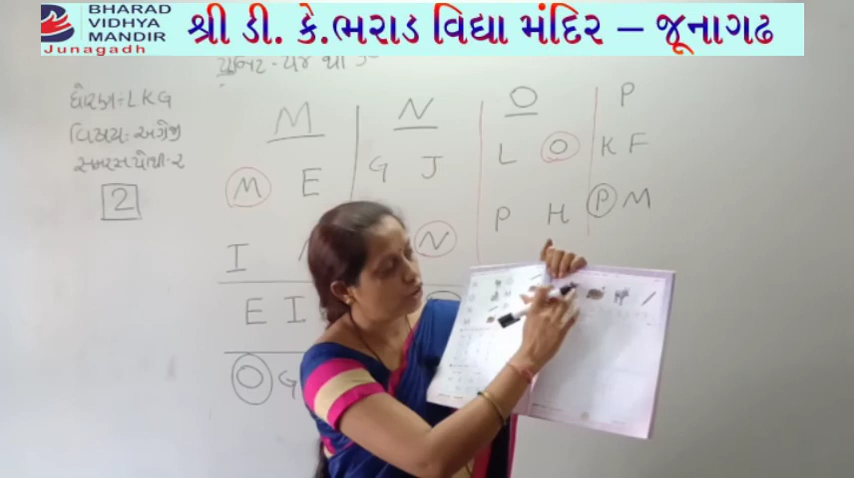 BHARAD
VIDHYA
MANDIR
Junagadh
શ્રી ડી. કે.ભરાડ વિદ્યા મંદિર – જૂનાગઢ
ધોરણ:- LKG
વિષય:- અંગ્રેજી
2
M N O P
M E G J L O K F
I N P H P M
E I
O G